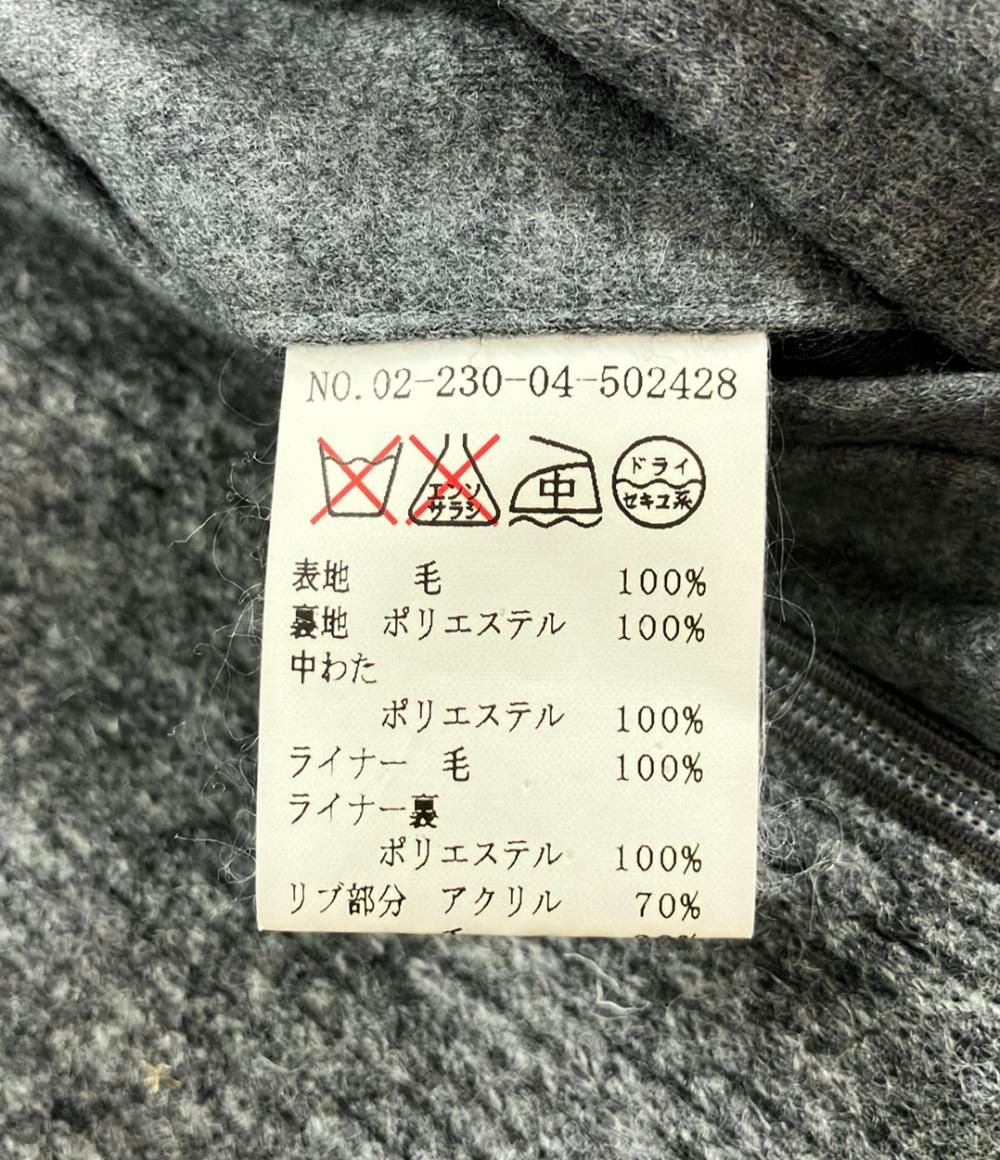 NO.02-230-04-502428
エンソ
サラシ
中
ドライ
セキユ系
表地 毛 100%
裏地 ポリエステル 100%
中わた
ポリエステル 100%
ライナー 毛 100%
ライナー裏
ポリエステル 100%
リブ部分 アクリル 70%